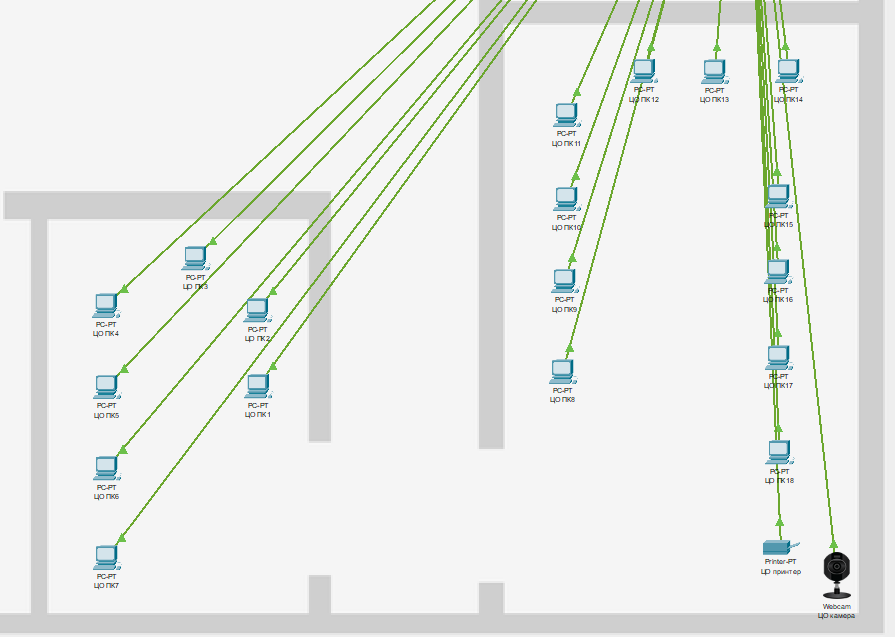 PC-PT
ЦО ПК12
PC-PT
ЦО ПК13
PC-PT
ЦО ПК14
PC-PT
ЦО ПК11
PC-PT
ЦО ПК10
PC-PT
ЦО ПК15
PC-PT
ЦО ПК3
PC-PT
ЦО ПК9
PC-PT
ЦО ПК16
PC-PT
ЦО ПК4
PC-PT
ЦО ПК2
PC-PT
ЦО ПК5
PC-PT
ЦО ПК1
PC-PT
ЦО ПК8
PC-PT
ЦО ПК17
PC-PT
ЦО ПК6
PC-PT
ЦО ПК18
PC-PT
ЦО ПК7
Printer-PT
ЦО принтер
Webcam
ЦО камера